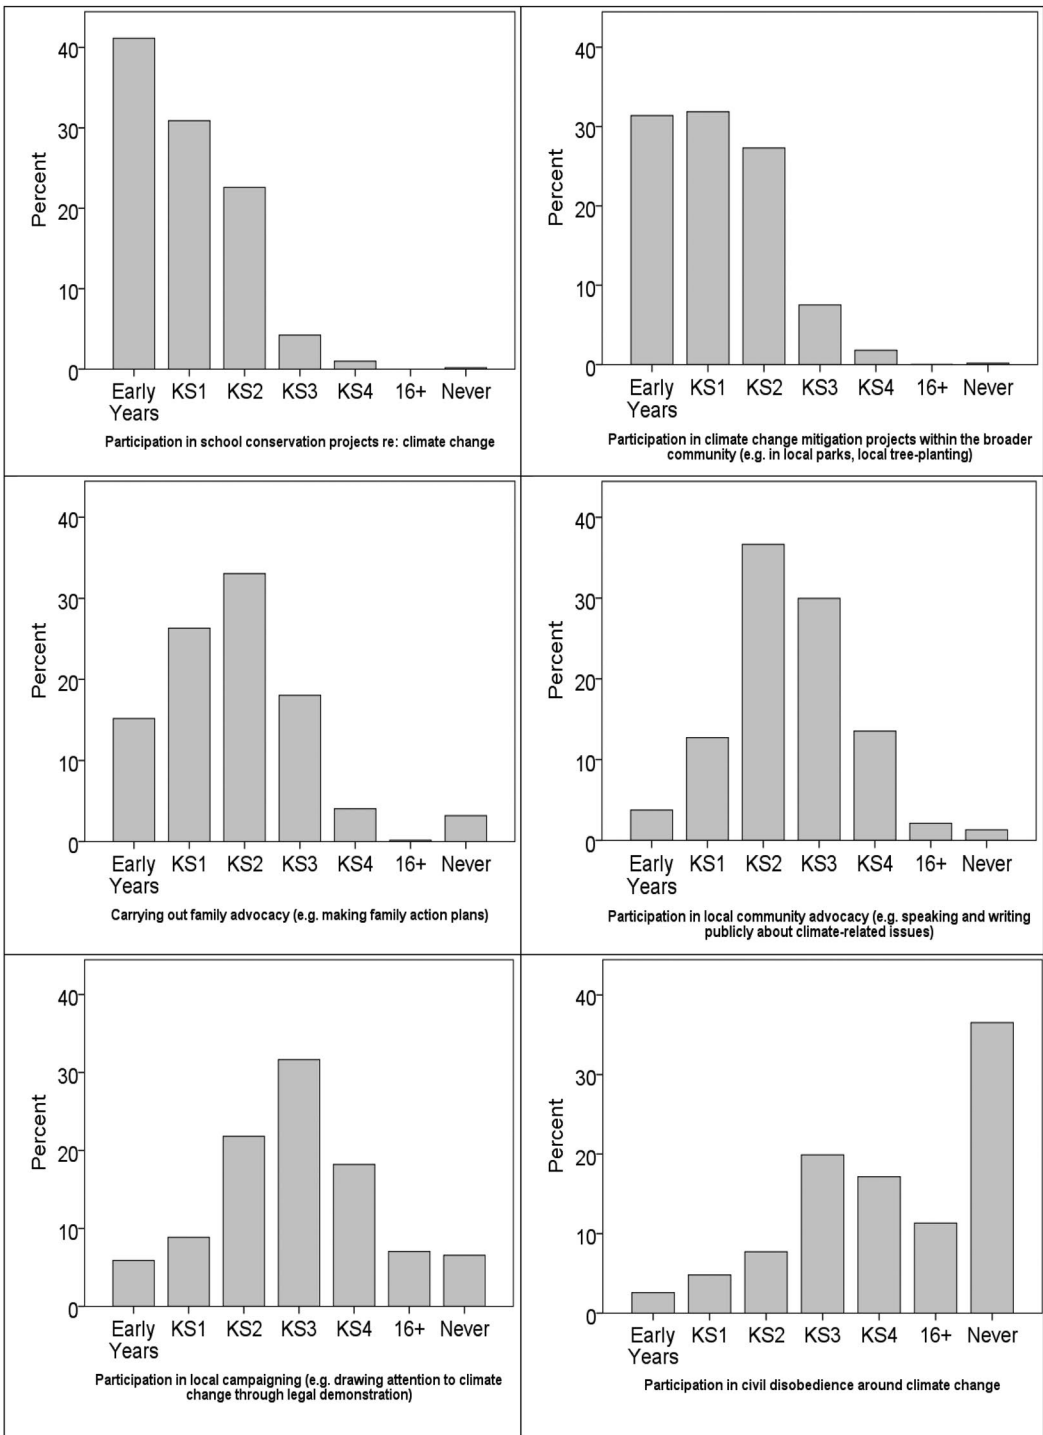 Percent
40
30
20
10
0
Early Years KS1 KS2 KS3 KS4 16+ Never
Participation in school conservation projects re: climate change
Percent
40
30
20
10
0
Early Years KS1 KS2 KS3 KS4 16+ Never
Participation in climate change mitigation projects within the broader
community (e.g. in local parks, local tree-planting)
Percent
40
30
20
10
0
Early Years KS1 KS2 KS3 KS4 16+ Never
Carrying out family advocacy (e.g. making family action plans)
Percent
40
30
20
10
0
Early Years KS1 KS2 KS3 KS4 16+ Never
Participation in local community advocacy (e.g. speaking and writing
publicly about climate-related issues)
Percent
40
30
20
10
0
Early Years KS1 KS2 KS3 KS4 16+ Never
Participation in local campaigning (e.g. drawing attention to climate
change through legal demonstration)
Percent
40
30
20
10
0
Early Years KS1 KS2 KS3 KS4 16+ Never
Participation in civil disobedience around climate change